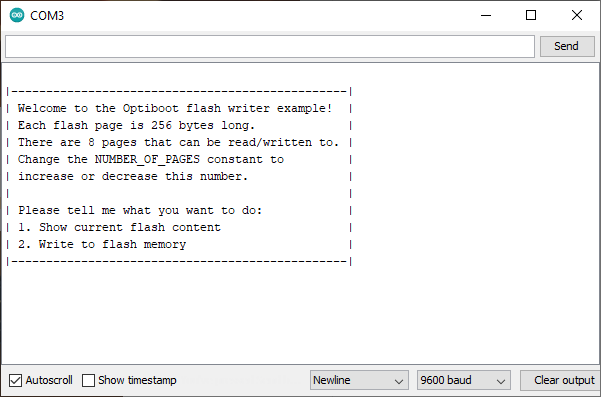 COM3
Send
|------------------------------------------------|
| Welcome to the Optiboot flash writer example!  |
| Each flash page is 256 bytes long.             |
| There are 8 pages that can be read/written to. |
| Change the NUMBER_OF_PAGES constant to         |
| increase or decrease this number.              |
|                                                |
| Please tell me what you want to do:            |
| 1. Show current flash content                  |
| 2. Write to flash memory                       |
|------------------------------------------------|
Autoscroll Show timestamp Newline 9600 baud Clear output